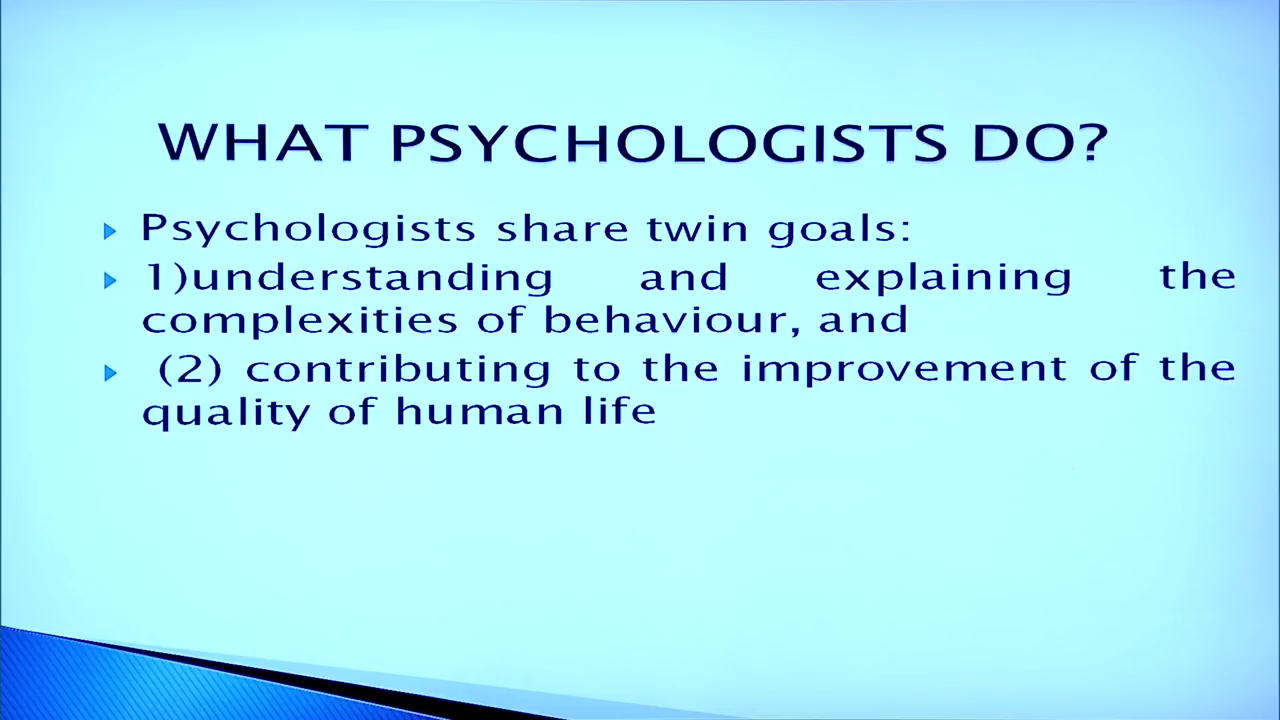 WHAT PSYCHOLOGISTS DO?
Psychologists share twin goals:
1)understanding and explaining the
complexities of behaviour, and
(2) contributing to the improvement of the
quality of human life